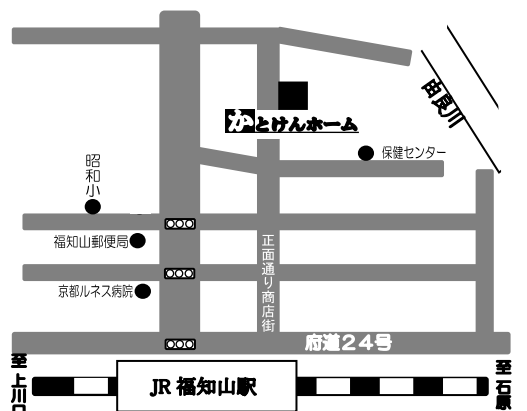 由良川
かとけんホーム
保健センター
昭和小
福知山郵便局
正面通り商店街
京都ルネス病院
府道24号
至上川口
JR 福知山駅
至石原